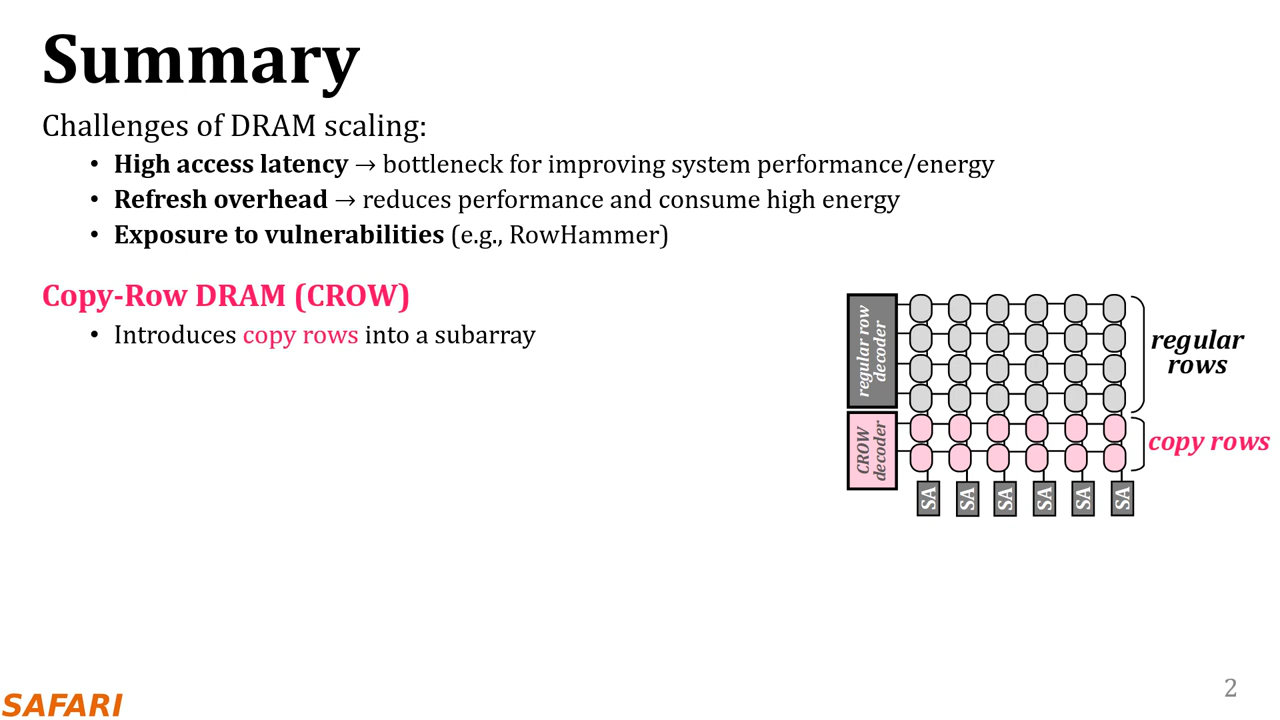 Summary
Challenges of DRAM scaling:
• High access latency → bottleneck for improving system performance/energy
• Refresh overhead → reduces performance and consume high energy
• Exposure to vulnerabilities (e.g., RowHammer)
Copy-Row DRAM (CROW)
• Introduces copy rows into a subarray
regular row
decoder
CROW
decoder
regular
rows
copy rows
SA SA SA SA SA SA
SAFARI
2